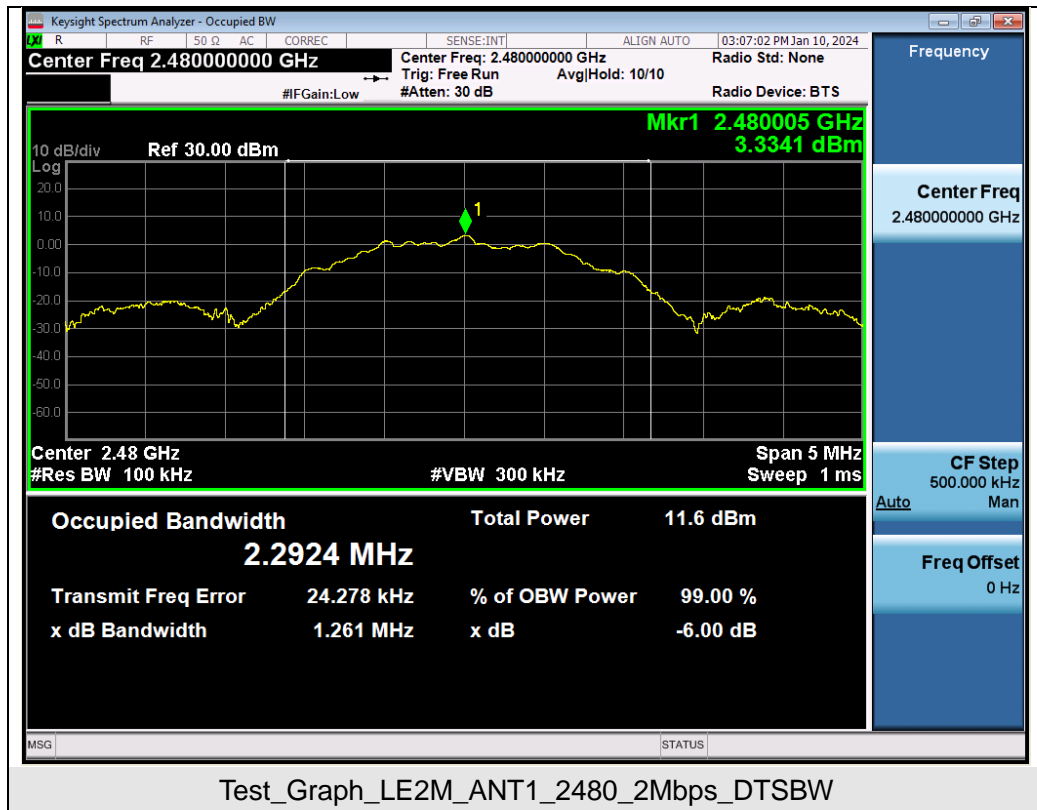 Keysight Spectrum Analyzer - Occupied BW
LXI R RF 50 Ω AC CORREC SENSE:INT ALIGN AUTO 03:07:02 PM Jan 10, 2024
Center Freq 2.480000000 GHz
Center Freq: 2.480000000 GHz Radio Std: None
Trig: Free Run Avg|Hold: 10/10
#IFGain:Low #Atten: 30 dB Radio Device: BTS
Frequency
Mkr1 2.480005 GHz
3.3341 dBm
10 dB/div Ref 30.00 dBm
Log
20.0
10.0
0.00
-10.0
-20.0
-30.0
-40.0
-50.0
-60.0
1
Center 2.48 GHz Span 5 MHz
#Res BW 100 kHz #VBW 300 kHz Sweep 1 ms
Center Freq
2.480000000 GHz
CF Step
500.000 kHz
Auto Man
Freq Offset
0 Hz
Occupied Bandwidth Total Power 11.6 dBm
2.2924 MHz
Transmit Freq Error 24.278 kHz % of OBW Power 99.00 %
x dB Bandwidth 1.261 MHz x dB -6.00 dB
MSG STATUS
Test_Graph_LE2M_ANT1_2480_2Mbps_DTSBW